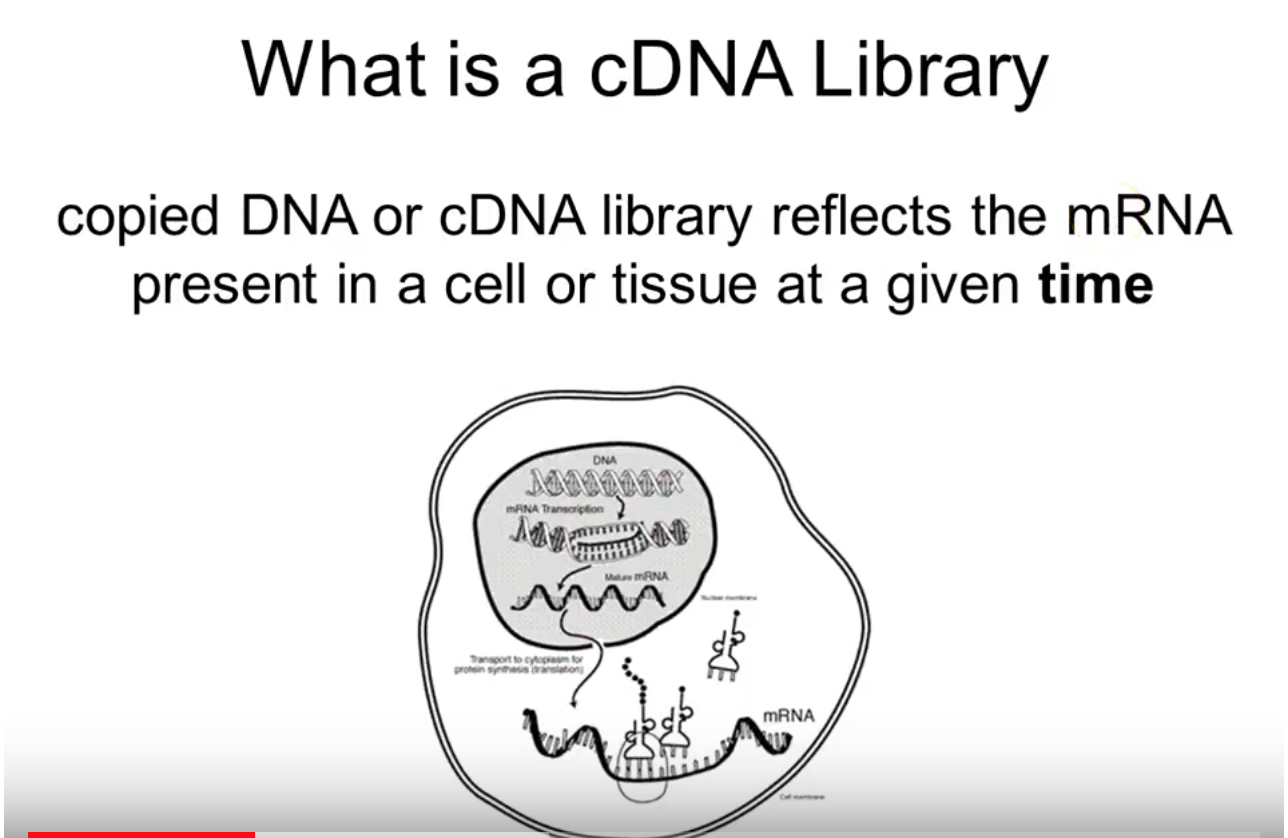 What is a cDNA Library
copied DNA or cDNA library reflects the mRNA
present in a cell or tissue at a given time
DNA
mRNA Transcription
Mature mRNA
Nuclear membrane
Transport to cytoplasm for
protein synthesis (translation)
mRNA
Cell membrane